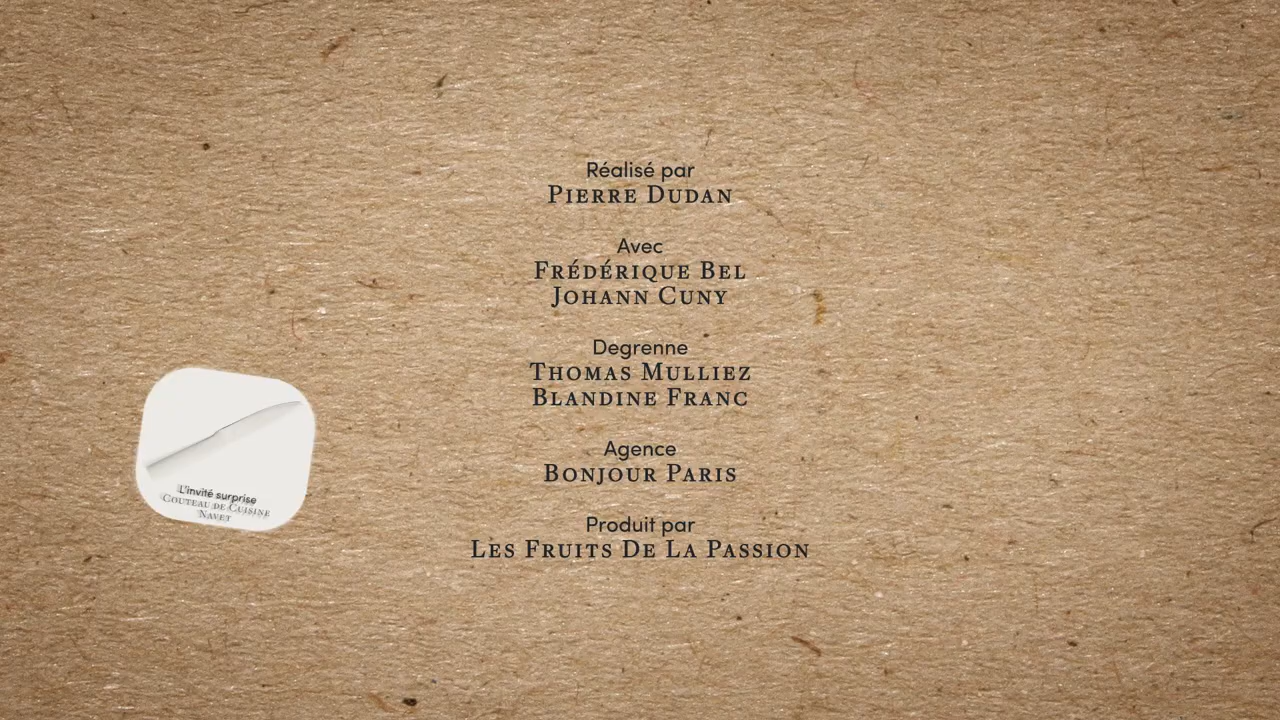 Réalisé par
Pierre Dudan
Avec
Frédérique Bel
Johann Cuny
Degrenne
Thomas Mulliez
Blandine Franc
Agence
Bonjour Paris
Produit par
Les Fruits De La Passion
L'invité surprise
Couteau de Cuisine
Navet